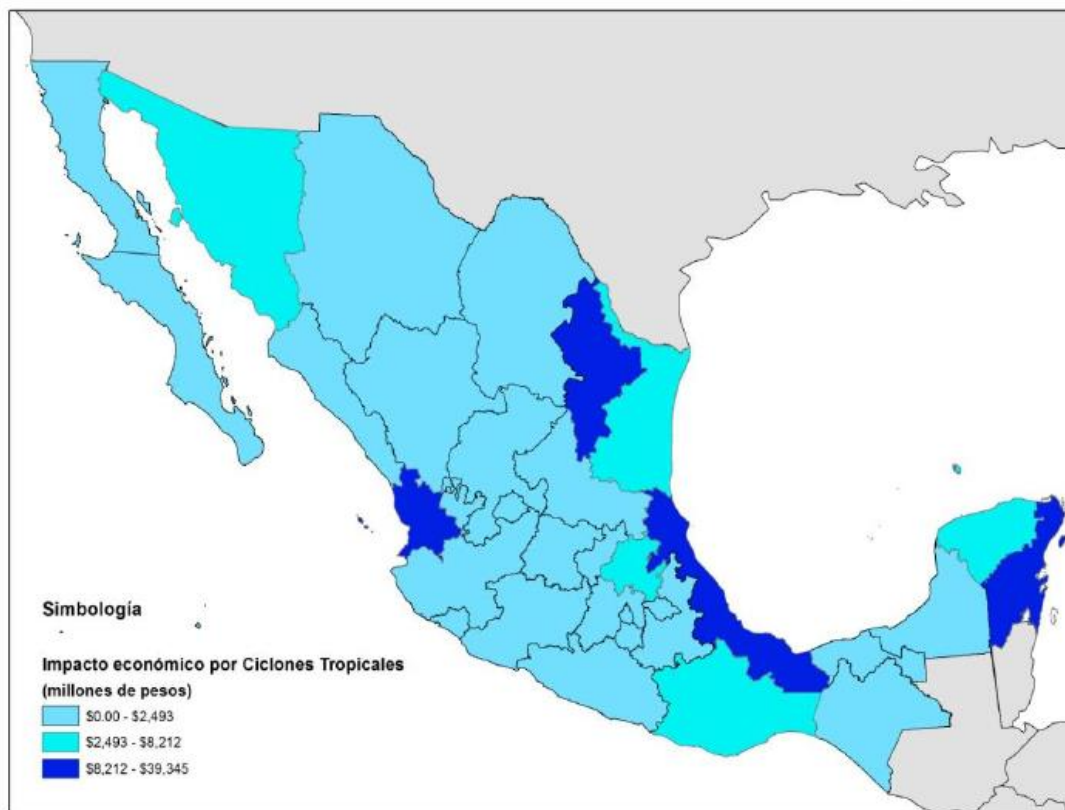 Simbología
Impacto económico por Ciclones Tropicales
(millones de pesos)
$0.00 - $2,493
$2,493 - $8,212
$8,212 - $39,345